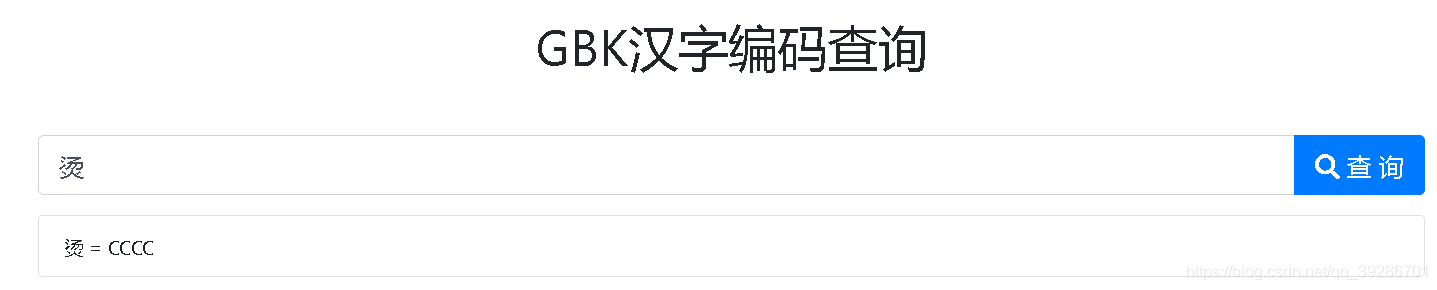 GBK汉字编码查询
烫
查 询
烫 = CCCC
https://blog.csdn.net/qq_39286701